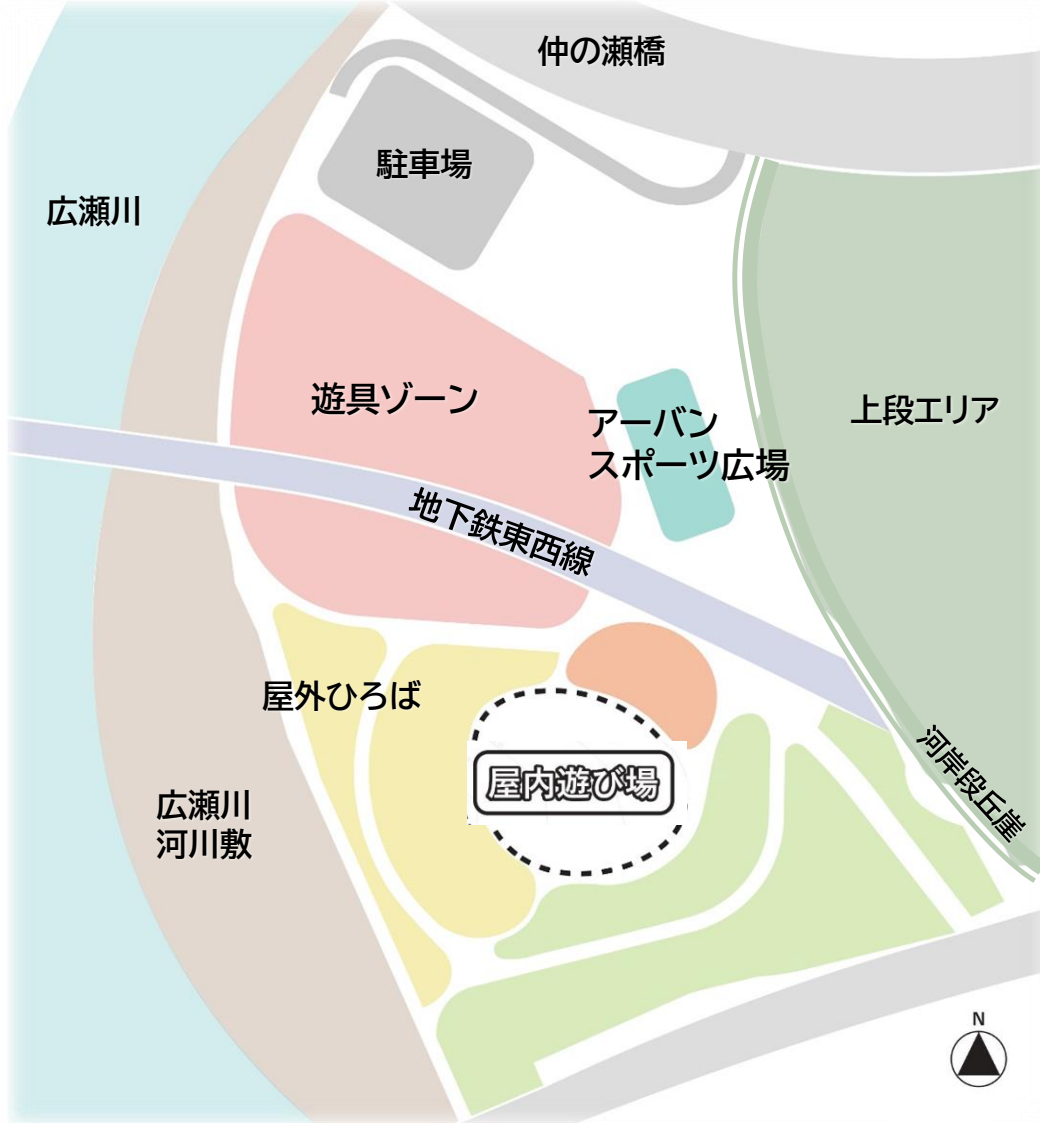 仲の瀬橋
駐車場
広瀬川
遊具ゾーン
アーバン
スポーツ広場
上段エリア
地下鉄東西線
屋外ひろば
河岸段丘崖
屋内遊び場
広瀬川
河川敷
N